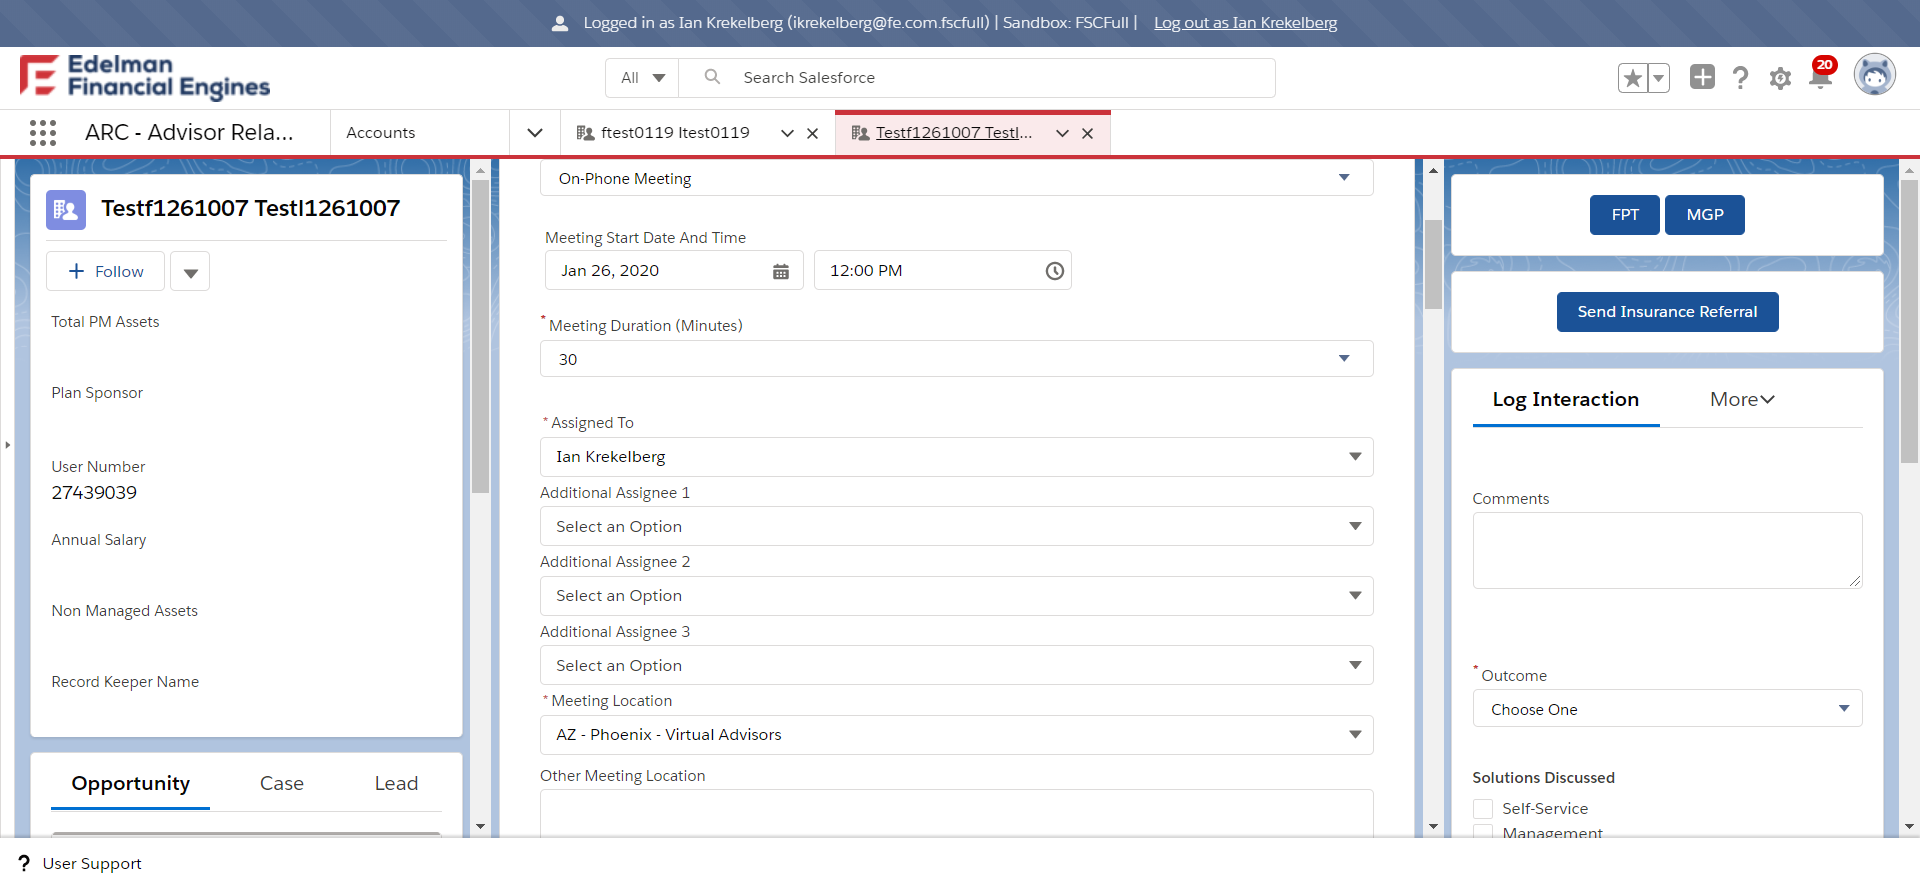 Logged in as Ian Krekelberg (ikrekelberg@fe.com.fscfull) | Sandbox: FSCFull | Log out as Ian Krekelberg
Edelman
Financial Engines
All
Search Salesforce
20
ARC - Advisor Rela...
Accounts
ftest0119 ltest0119
Testf1261007 Testl...
Testf1261007 Testl1261007
Follow
Total PM Assets
Plan Sponsor
User Number
27439039
Annual Salary
Non Managed Assets
Record Keeper Name
Opportunity
Case
Lead
On-Phone Meeting
Meeting Start Date And Time
Jan 26, 2020
12:00 PM
* Meeting Duration (Minutes)
30
* Assigned To
Ian Krekelberg
Additional Assignee 1
Select an Option
Additional Assignee 2
Select an Option
Additional Assignee 3
Select an Option
* Meeting Location
AZ - Phoenix - Virtual Advisors
Other Meeting Location
FPT
MGP
Send Insurance Referral
Log Interaction
More
Comments
* Outcome
Choose One
Solutions Discussed
Self-Service
Management
? User Support